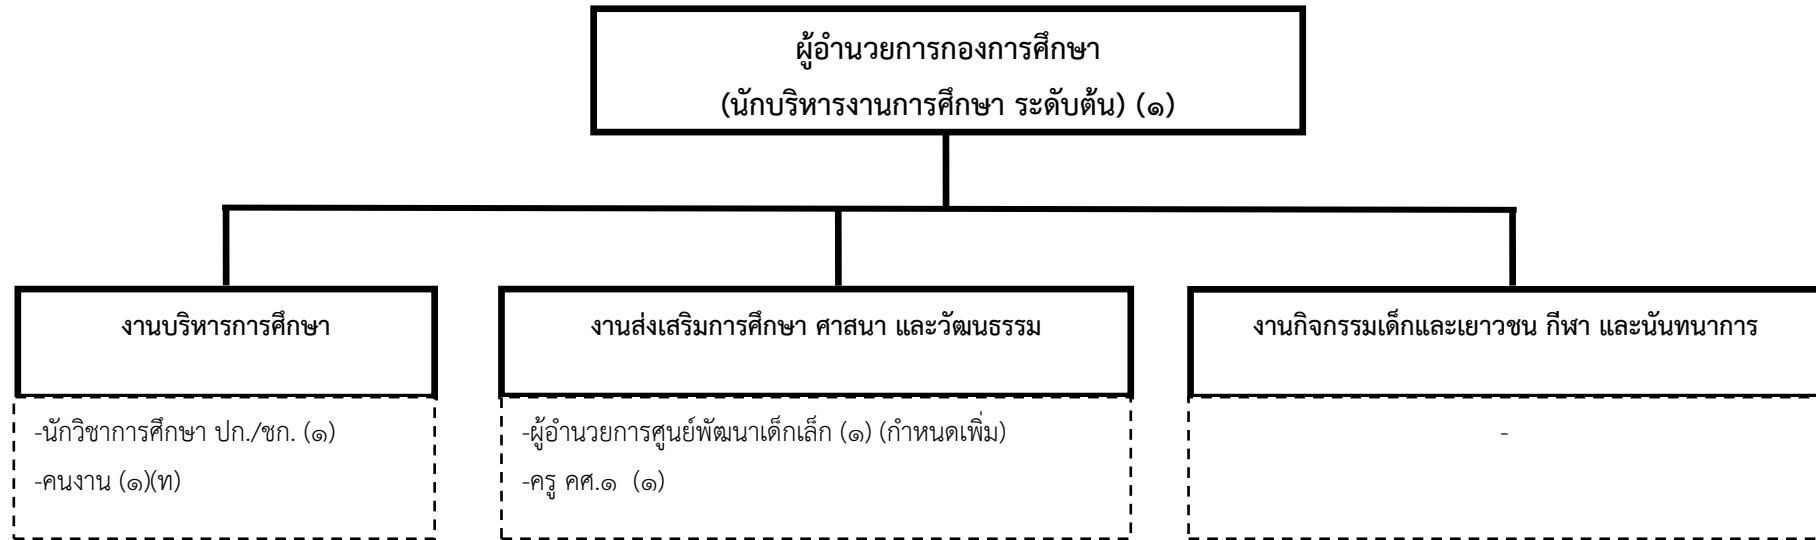 ผู้อำนวยการกองการศึกษา
(นักบริหารงานการศึกษา ระดับต้น) (๑)
งานบริหารการศึกษา
-นักวิชาการศึกษา ปก./ชก. (๑)
-คนงาน (๑)(ท)
งานส่งเสริมการศึกษา ศาสนา และวัฒนธรรม
-ผู้อำนวยการศูนย์พัฒนาเด็กเล็ก (๑) (กำหนดเพิ่ม)
-ครู คศ.๑ (๑)
งานกิจกรรมเด็กและเยาวชน กีฬา และนันทนาการ
-